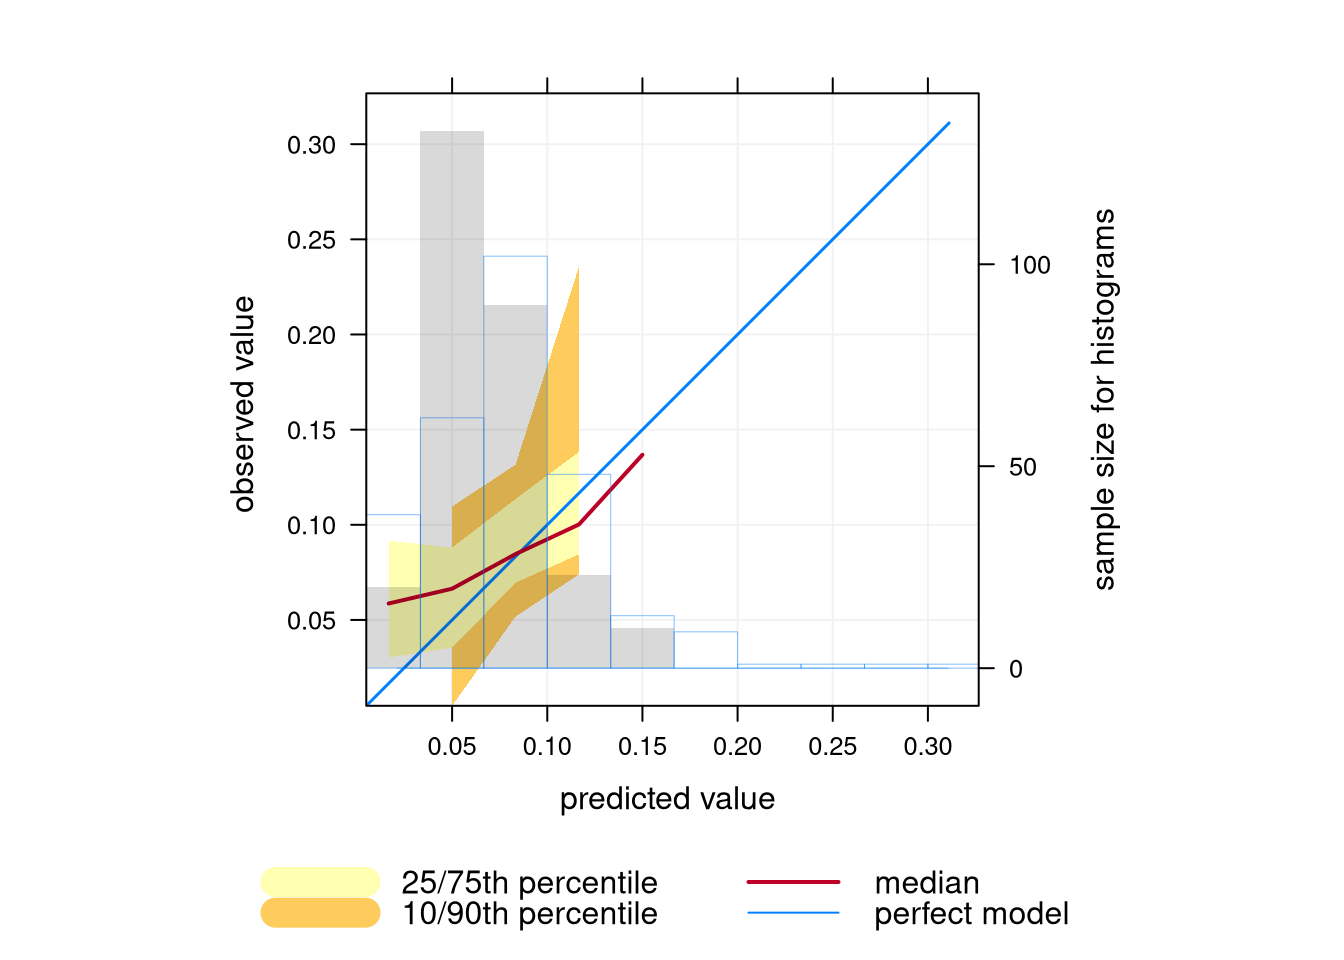 observed value
0.30
0.25
0.20
0.15
0.10
0.05
100
50
0
sample size for histograms
0.05 0.10 0.15 0.20 0.25 0.30
predicted value
25/75th percentile
10/90th percentile
median
perfect model